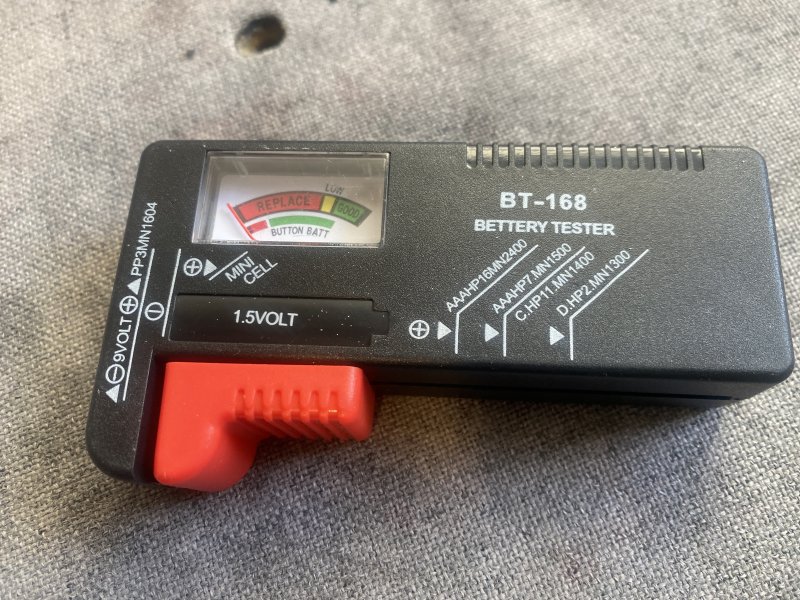 LOW
REPLACE
GOOD
BUTTON BATT
BT-168
BETTERY TESTER
⊕▶ MINI
CELL
1.5VOLT
⊖
▲⊖9VOLT⊕▲PP3MN1604
⊕▶
AAAHP16MN2400
AAAHP7.MN1500
C.HP11.MN1400
D.HP2.MN1300